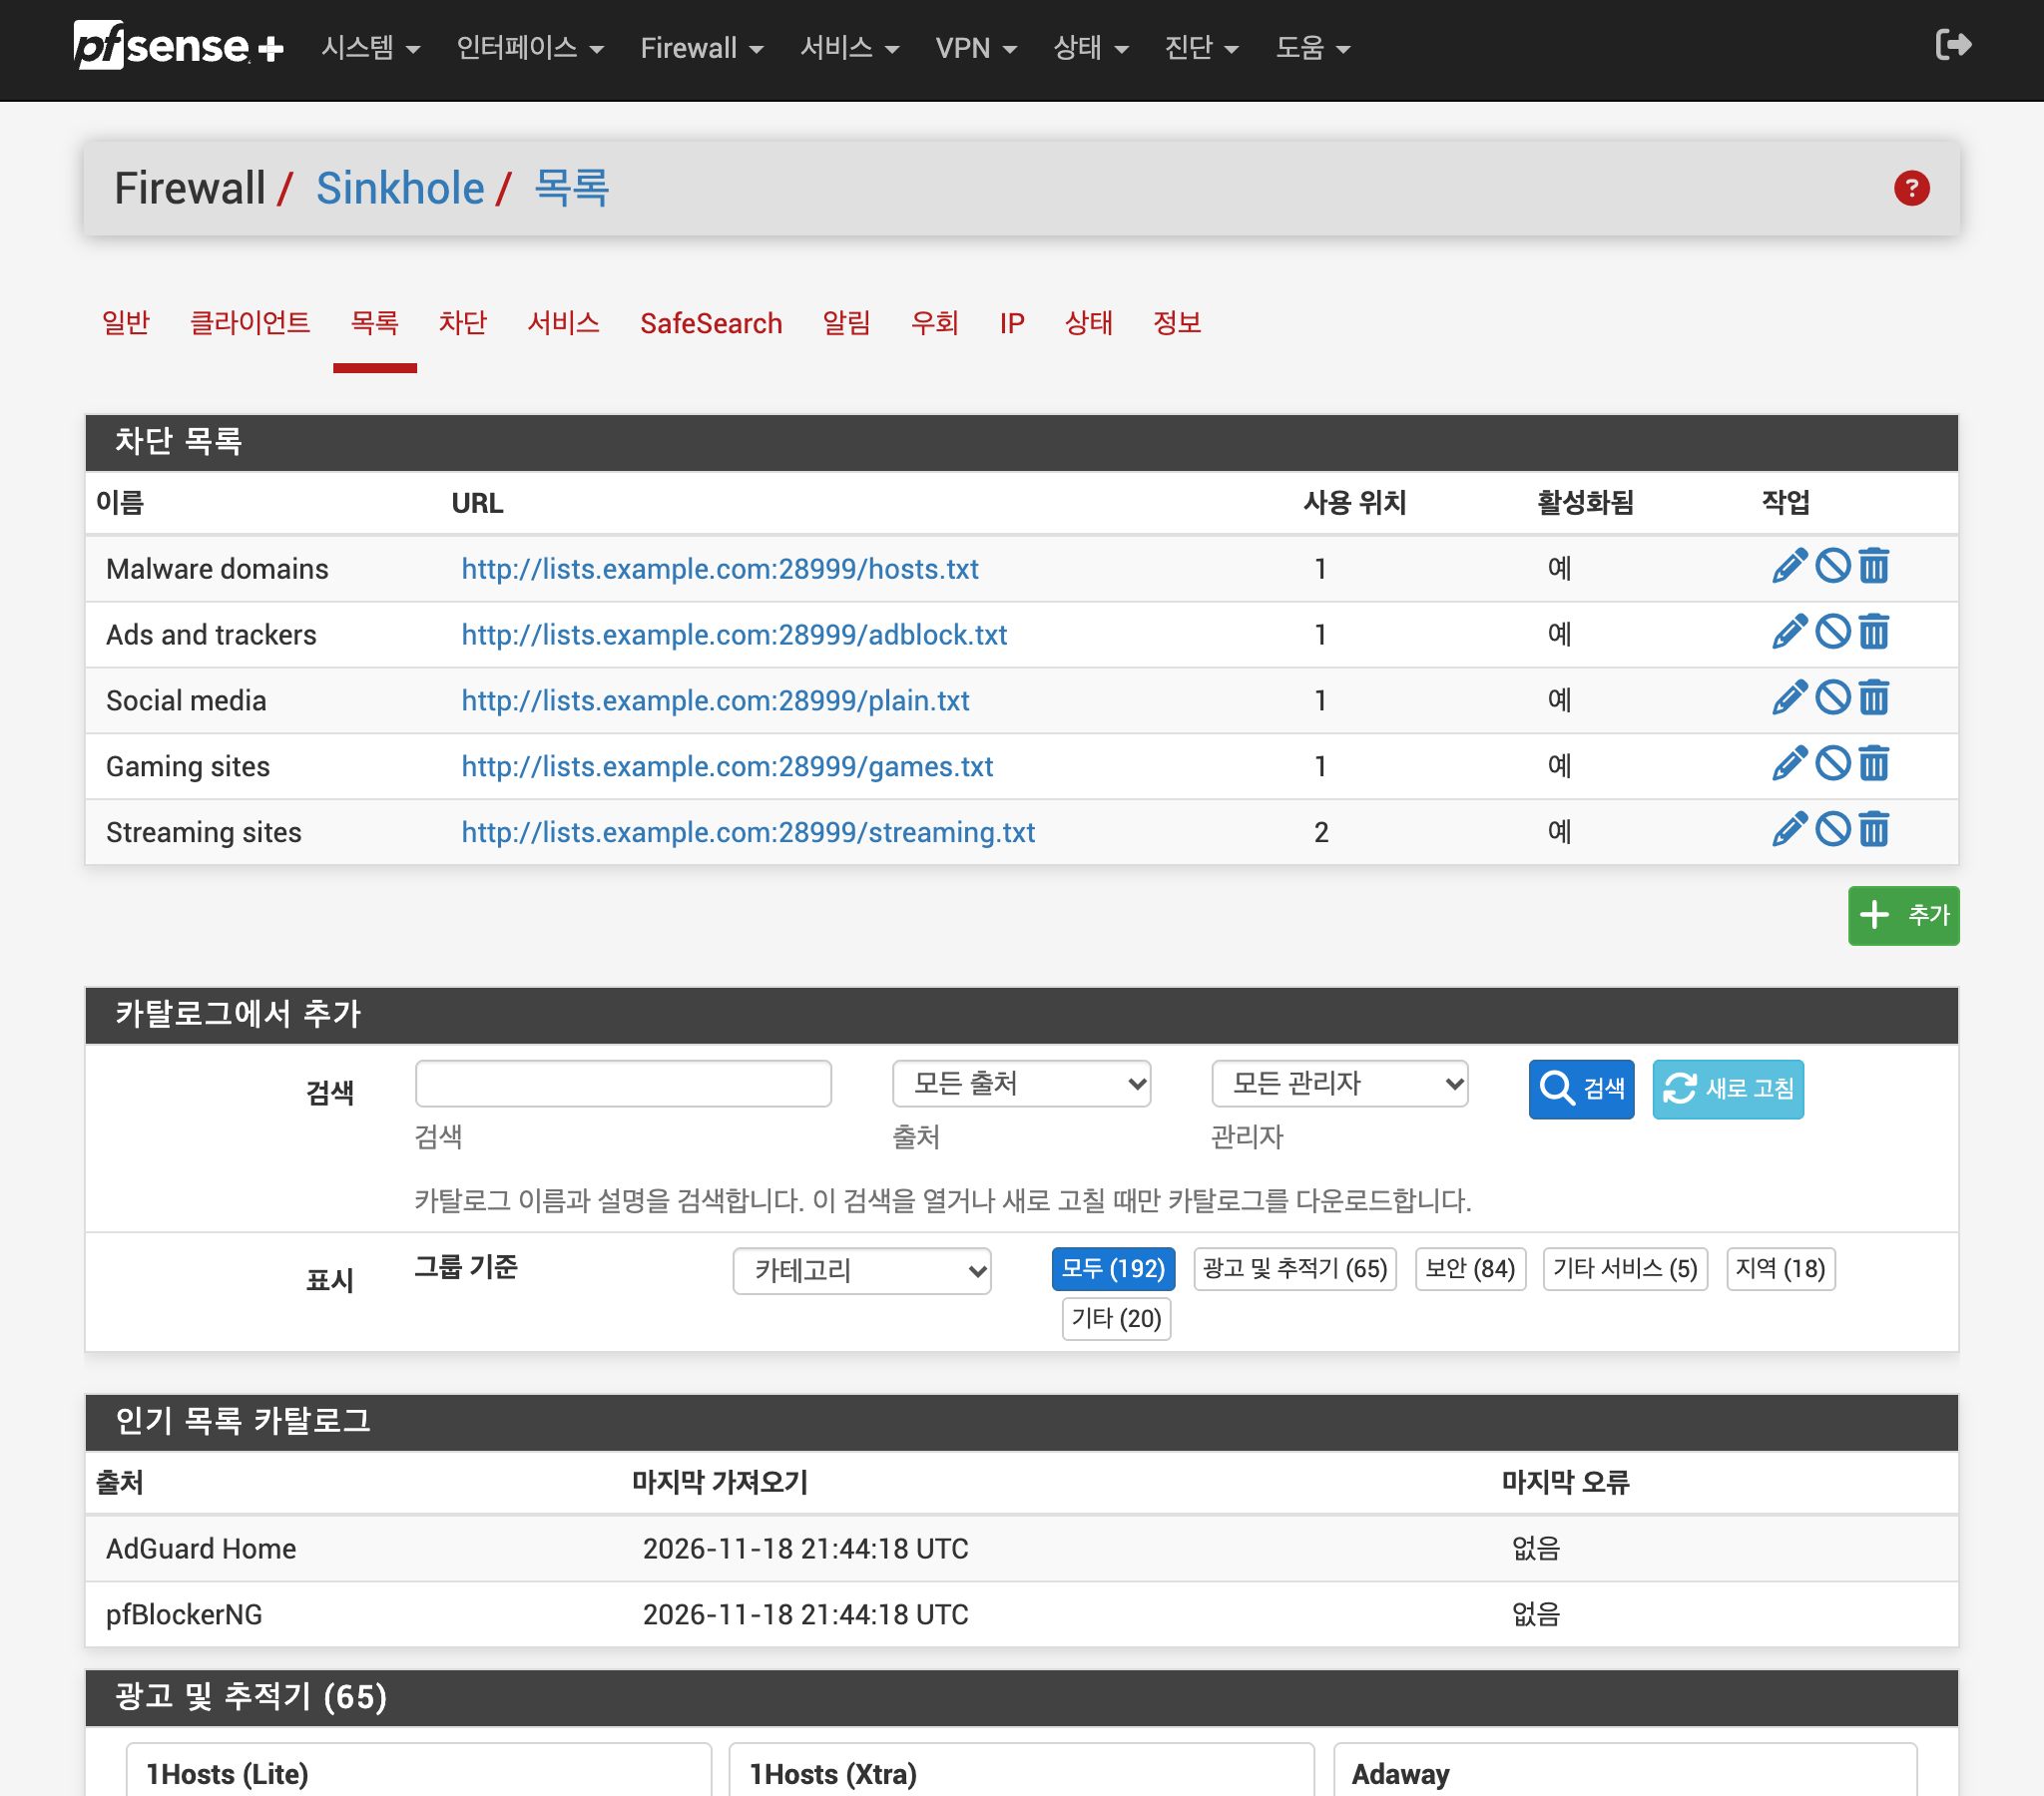 pfsense +
시스템 인터페이스 Firewall 서비스 VPN 상태 진단 도움
Firewall / Sinkhole / 목록
일반 클라이언트 목록 차단 서비스 SafeSearch 알림 우회 IP 상태 정보
차단 목록
이름 URL 사용 위치 활성화됨 작업
Malware domains http://lists.example.com:28999/hosts.txt 1 예
Ads and trackers http://lists.example.com:28999/adblock.txt 1 예
Social media http://lists.example.com:28999/plain.txt 1 예
Gaming sites http://lists.example.com:28999/games.txt 1 예
Streaming sites http://lists.example.com:28999/streaming.txt 2 예
추가
카탈로그에서 추가
검색 모든 출처 모든 관리자 검색 새로 고침
검색 출처 관리자
카탈로그 이름과 설명을 검색합니다. 이 검색을 열거나 새로 고칠 때만 카탈로그를 다운로드합니다.
표시 그룹 기준 카테고리 모두 (192) 광고 및 추적기 (65) 보안 (84) 기타 서비스 (5) 지역 (18)
기타 (20)
인기 목록 카탈로그
출처 마지막 가져오기 마지막 오류
AdGuard Home 2026-11-18 21:44:18 UTC 없음
pfBlockerNG 2026-11-18 21:44:18 UTC 없음
광고 및 추적기 (65)
1Hosts (Lite) 1Hosts (Xtra) Adaway